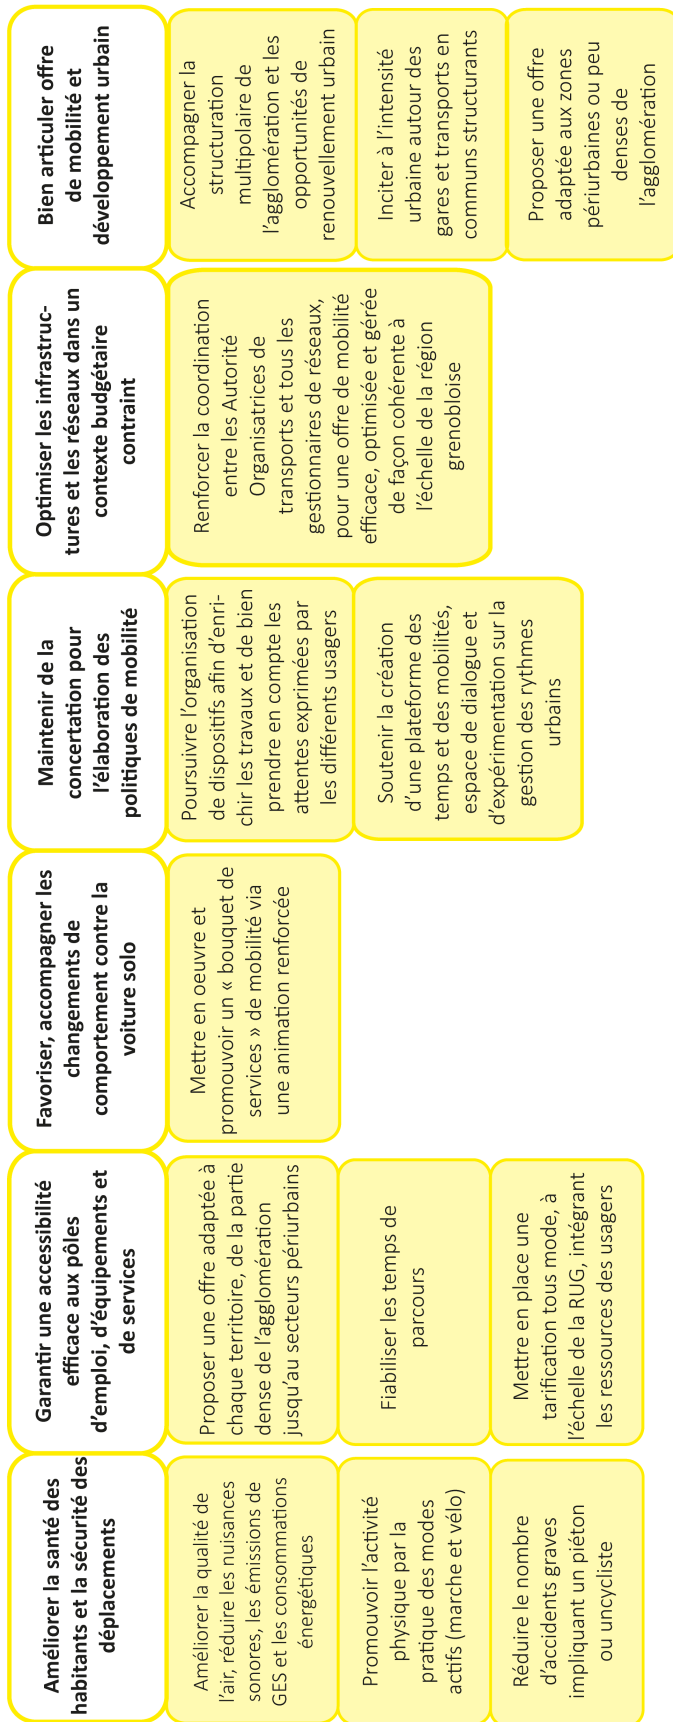 Améliorer la santé des
habitants et la sécurité des
déplacements
Améliorer la qualité de
l'air, réduire les nuisances
sonores, les émissions de
GES et les consommations
énergétiques
Promouvoir l'activité
physique par la
pratique des modes
actifs (marche et vélo)
Réduire le nombre
d'accidents graves
impliquant un piéton
ou uncycliste
Garantir une accessibilité
efficace aux pôles
d'emploi, d'équipements et
de services
Proposer une offre adaptée à
chaque territoire, de la partie
dense de l'agglomération
jusqu'au secteurs périurbains
Fiabiliser les temps de
parcours
Mettre en place une
tarification tous mode, à
l'échelle de la RUG, intégrant
les ressources des usagers
Favoriser, accompagner les
changements de
comportement contre la
voiture solo
Mettre en oeuvre et
promouvoir un « bouquet de
services » de mobilité via
une animation renforcée
Maintenir de la
concertation pour
l'élaboration des
politiques de mobilité
Poursuivre l'organisation
de dispositifs afin d'enri-
chir les travaux et de bien
prendre en compte les
attentes exprimées par
les différents usagers
Soutenir la création
d'une plateforme des
temps et des mobilités,
espace de dialogue et
d'expérimentation sur la
gestion des rythmes
urbains
Optimiser les infrastruc-
tures et les réseaux dans un
contexte budgétaire
contraint
Renforcer la coordination
entre les Autorité
Organisatrices de
transports et tous les
gestionnaires de réseaux,
pour une offre de mobilité
efficace, optimisée et gérée
de façon cohérente à
l'échelle de la région
grenobloise
Bien articuler offre
de mobilité et
développement urbain
Accompagner la
structuration
multipolaire de
l'agglomération et les
opportunités de
renouvellement urbain
Inciter à l'intensité
urbaine autour des
gares et transports en
communs structurants
Proposer une offre
adaptée aux zones
périurbaines ou peu
denses de
l'agglomération